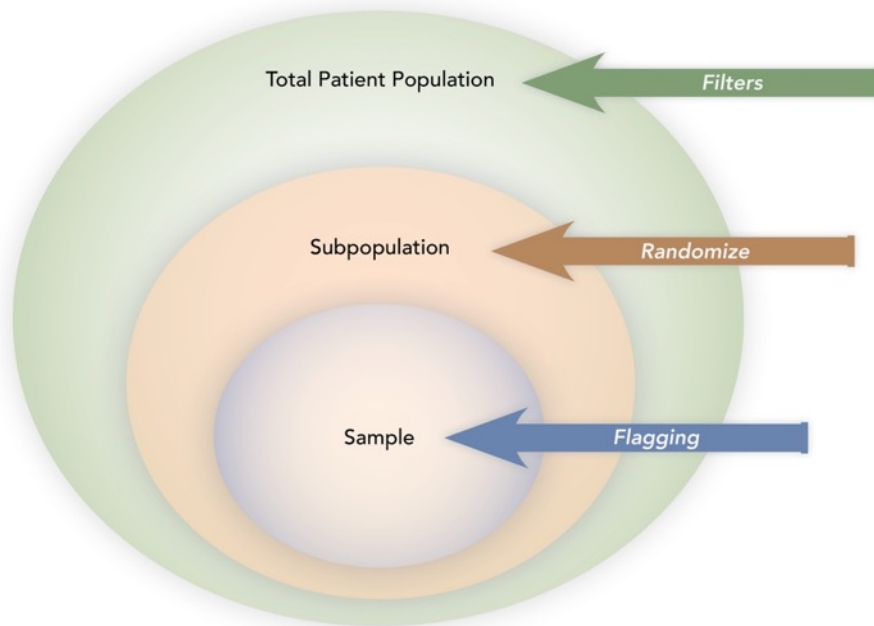 Total Patient Population
Filters
Subpopulation
Randomize
Sample
Flagging